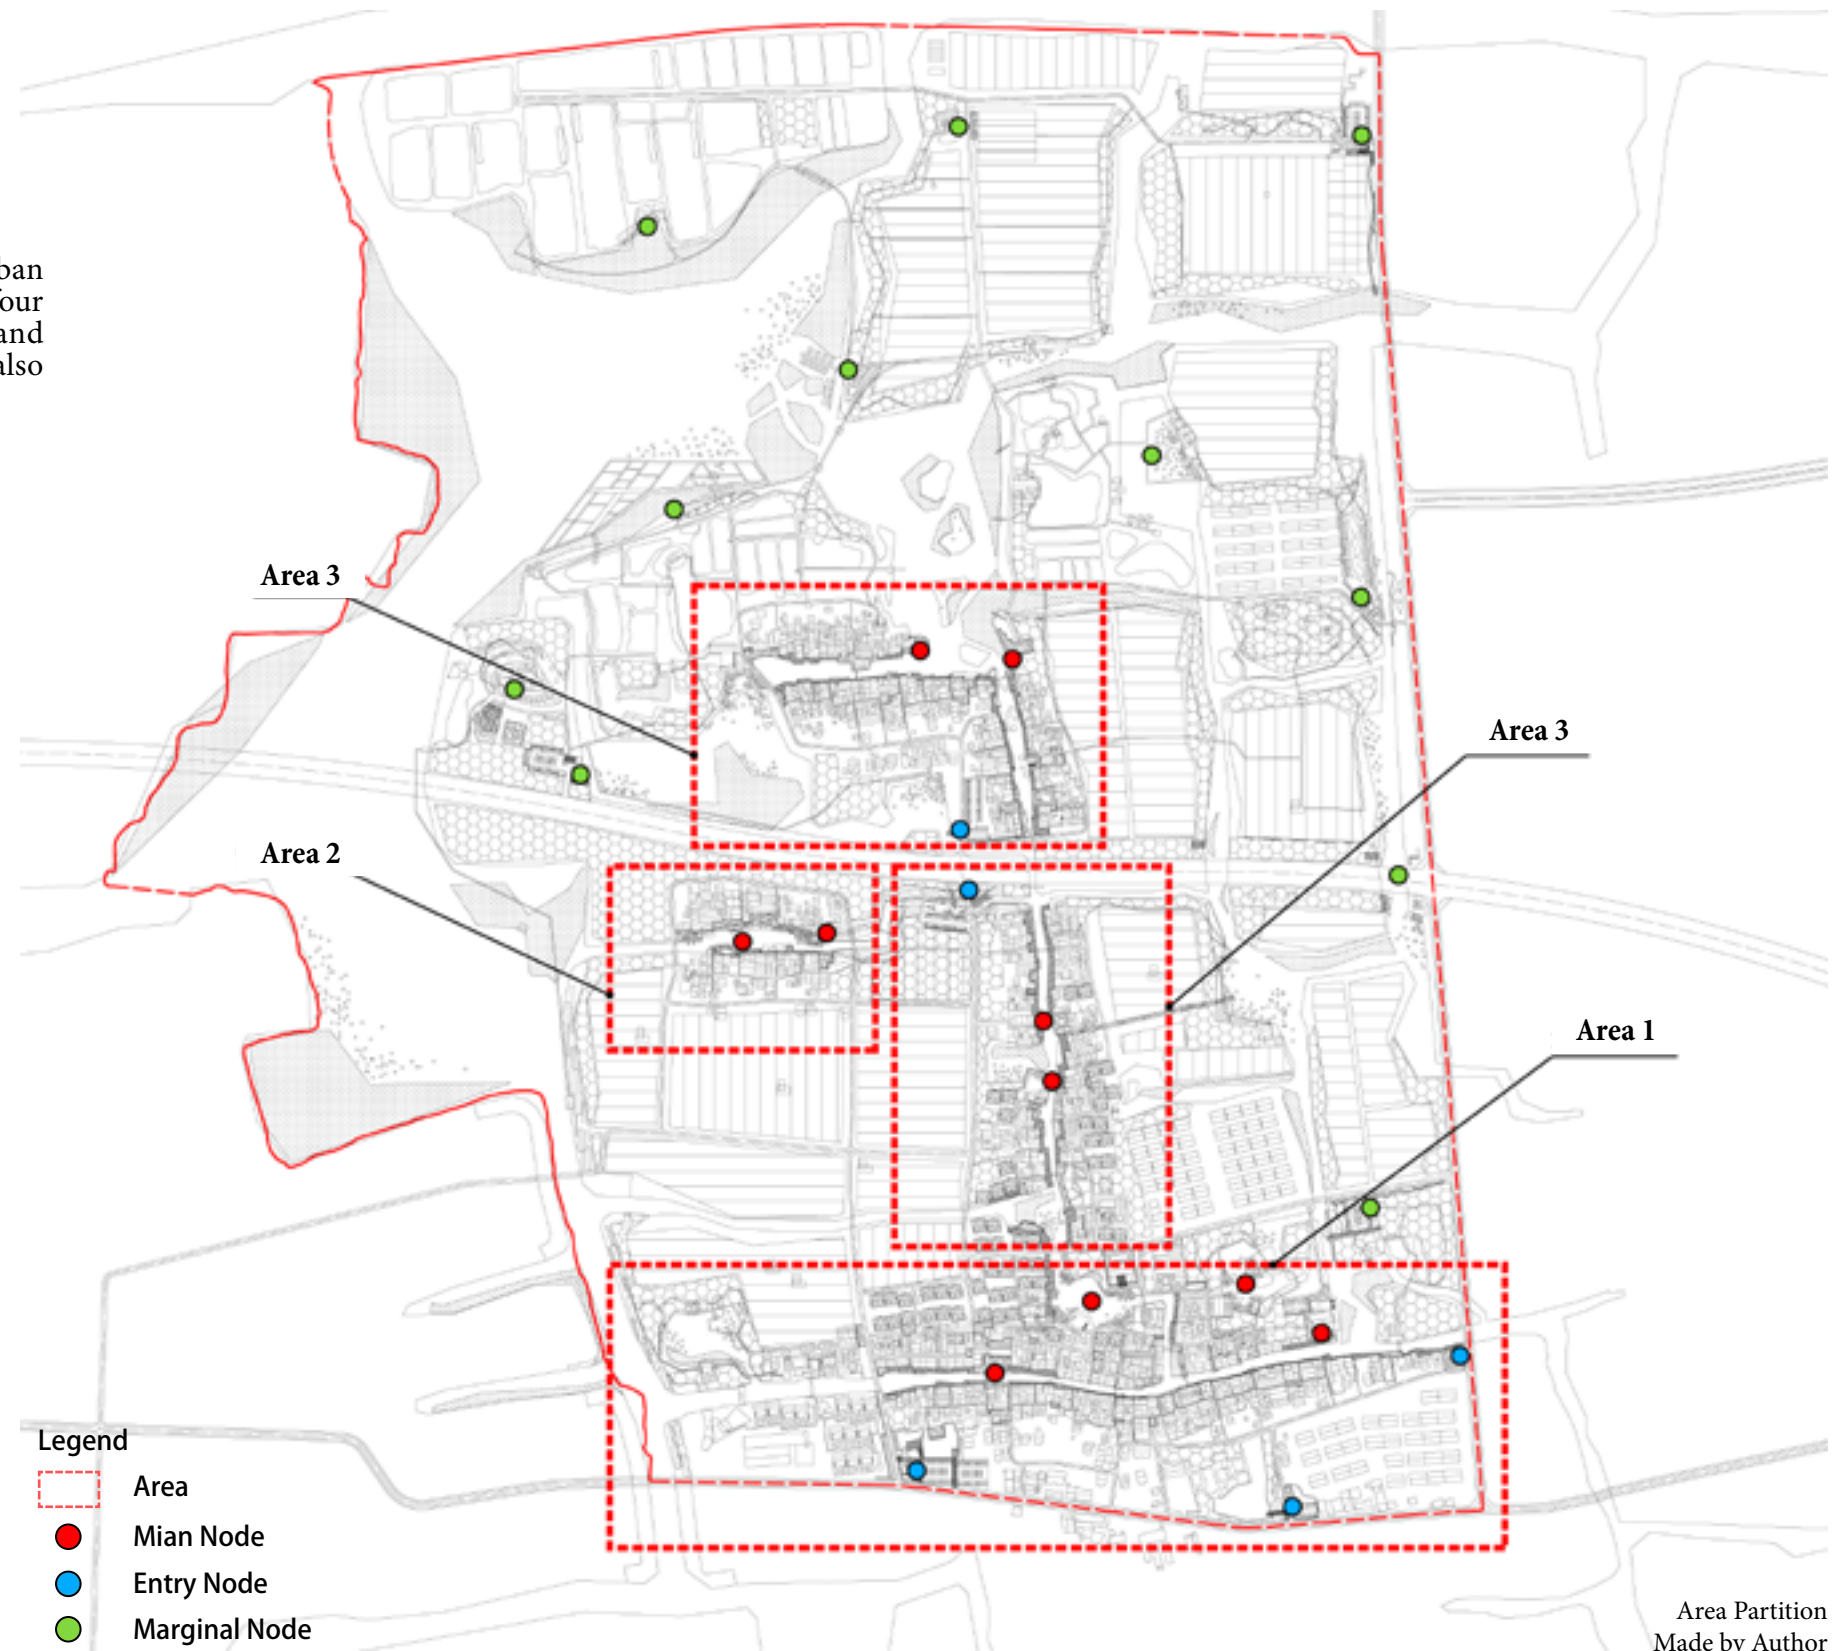 ban
four
and
also
Area 3
Area 3
Area 2
Area 1
Legend
Area
Mian Node
Entry Node
Marginal Node
Area Partition
Made by Author